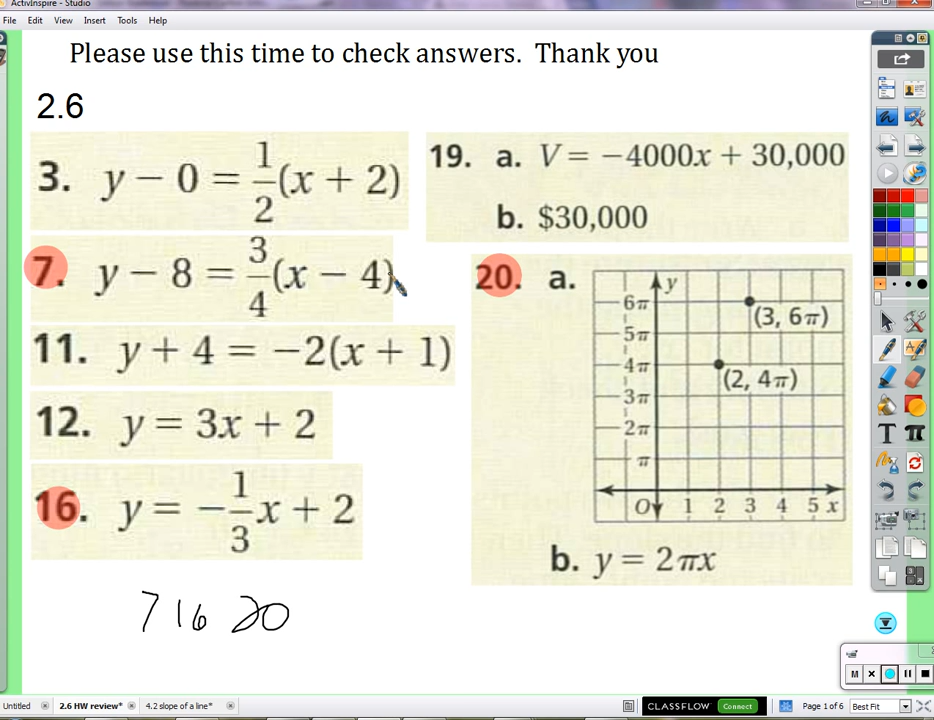 ActivInspire - Studio
File Edit View Insert Tools Help
Please use this time to check answers. Thank you
2.6
3. y − 0 = 1/2(x + 2)
7. y − 8 = 3/4(x − 4)
11. y + 4 = −2(x + 1)
12. y = 3x + 2
16. y = −1/3x + 2
7 16 20
19. a. V = −4000x + 30,000
b. $30,000
20. a.
y
6π
(3, 6π)
5π
4π
(2, 4π)
3π
2π
π
O 1 2 3 4 5 x
b. y = 2πx
T π
M
Untitled 2.6 HW review* 4.2 slope of a line*
CLASSFLOW Connect
Page 1 of 6 Best Fit